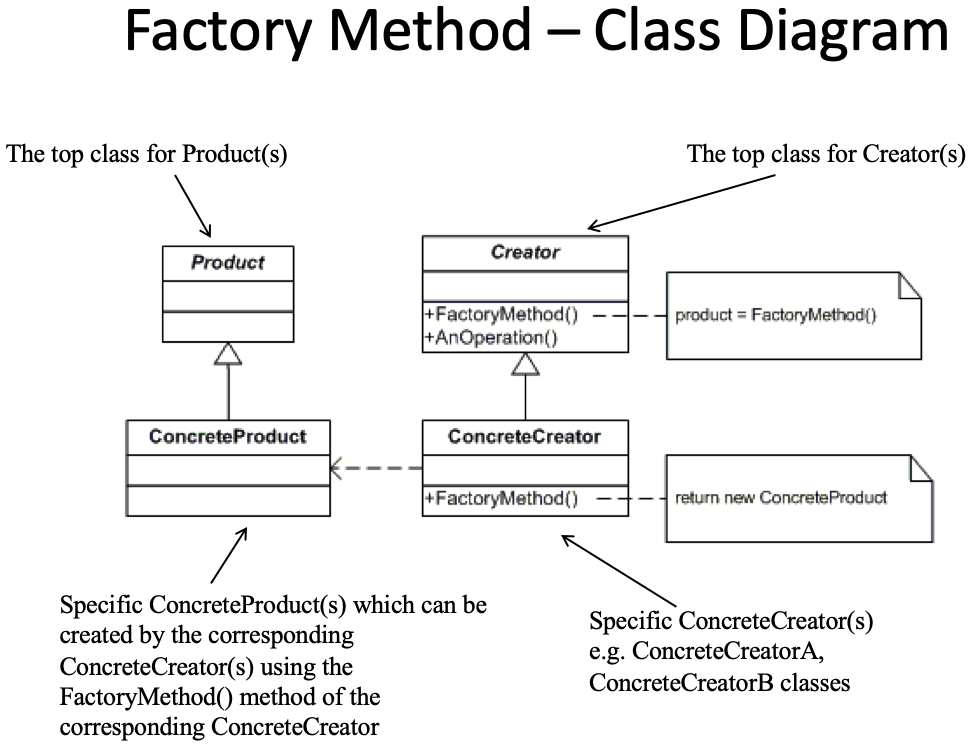 Factory Method – Class Diagram
The top class for Product(s)
The top class for Creator(s)
Product
Creator
+FactoryMethod()
+AnOperation()
product = FactoryMethod()
ConcreteProduct
ConcreteCreator
+FactoryMethod()
return new ConcreteProduct
Specific ConcreteProduct(s) which can be
created by the corresponding
ConcreteCreator(s) using the
FactoryMethod() method of the
corresponding ConcreteCreator
Specific ConcreteCreator(s)
e.g. ConcreteCreatorA,
ConcreteCreatorB classes